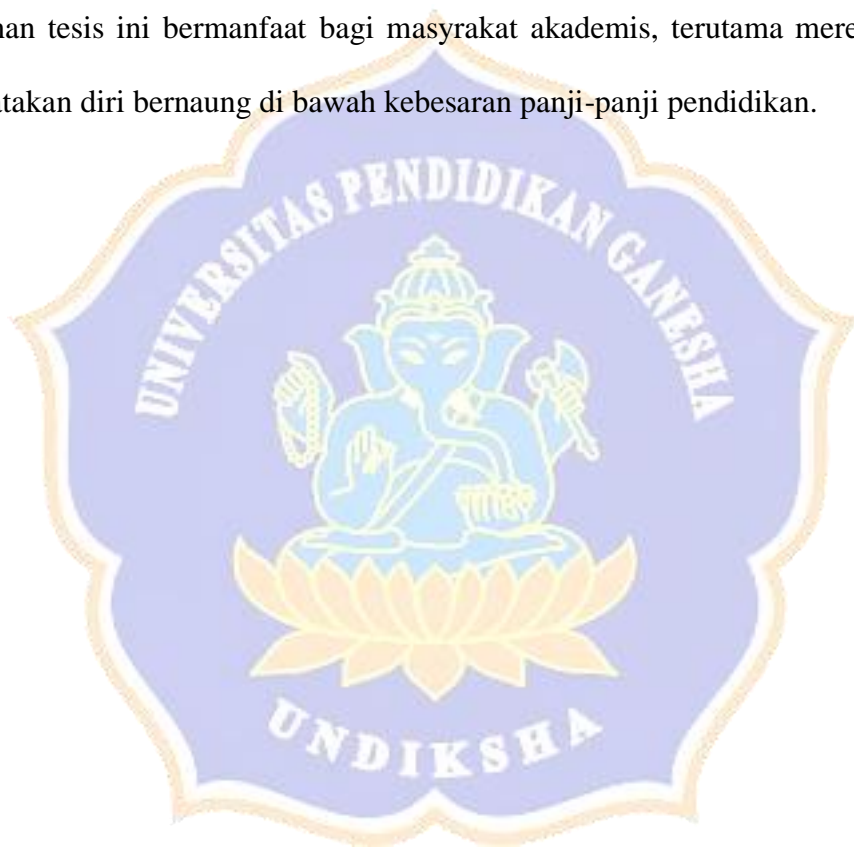 nan tesis ini bermanfaat bagi masyrakat akademis, terutama mere
takan diri bernaung di bawah kebesaran panji-panji pendidikan.
UNIVERSITAS PENDIDIKAN GANESHA
UNDIKSHA